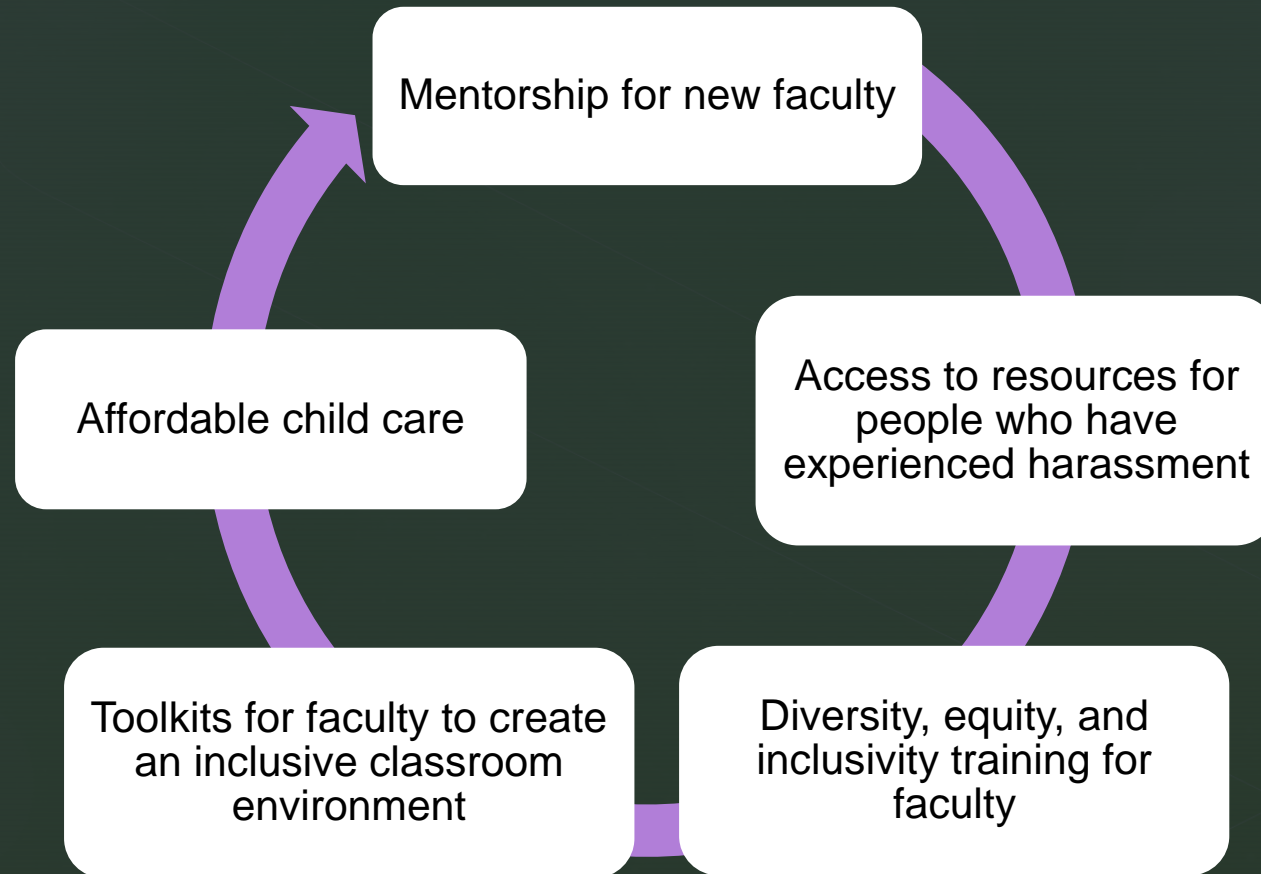 Mentorship for new faculty
Access to resources for
people who have
experienced harassment
Diversity, equity, and
inclusivity training for
faculty
Toolkits for faculty to create
an inclusive classroom
environment
Affordable child care